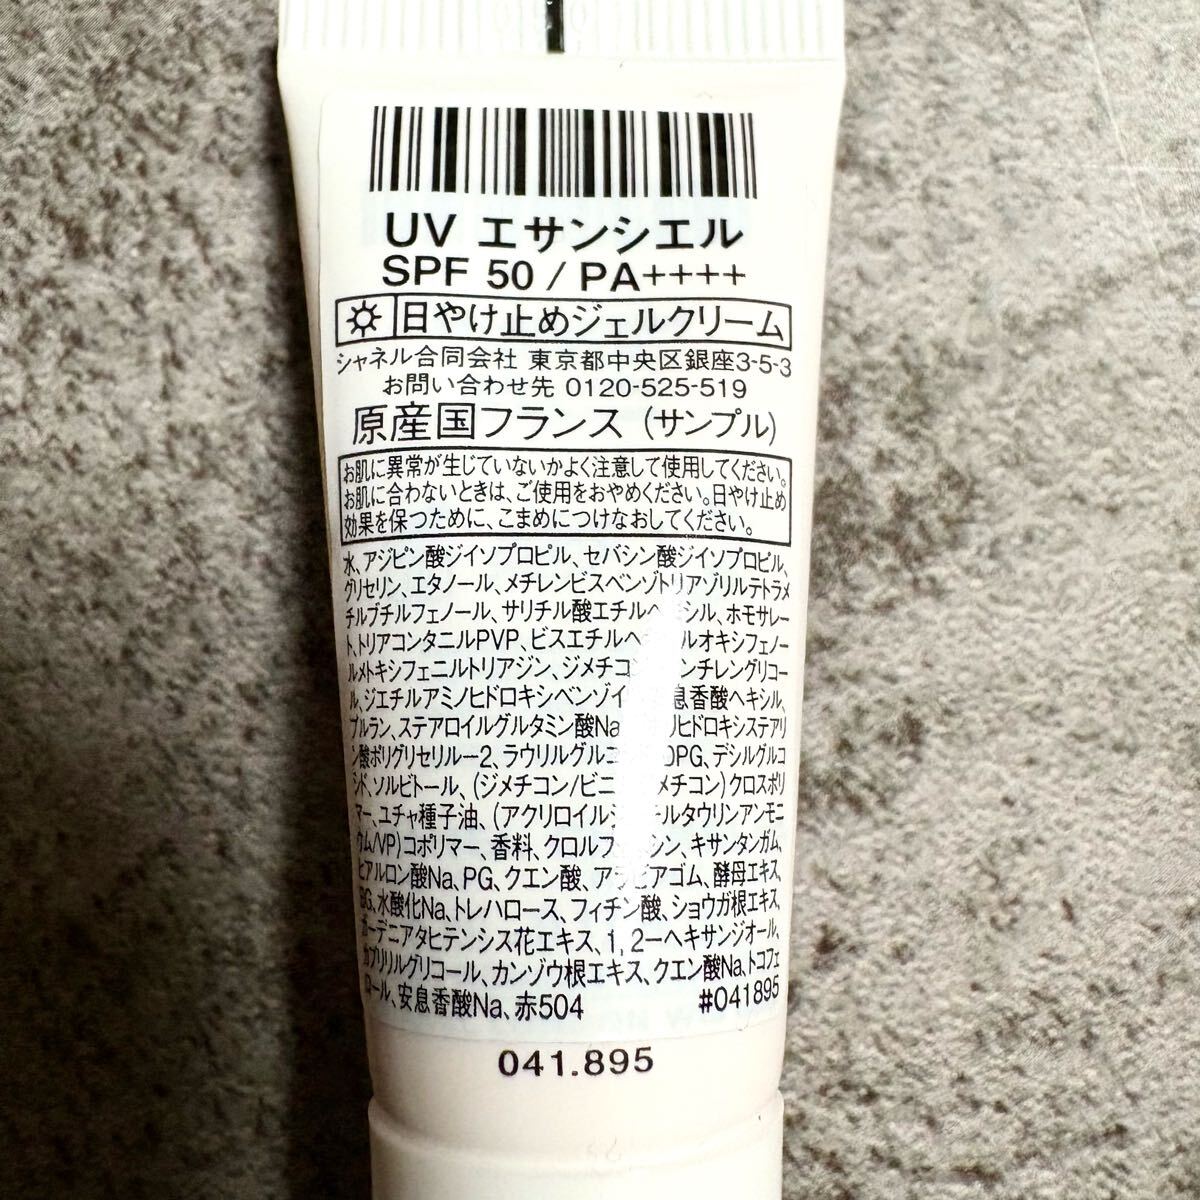 UV エサンシエル
SPF 50 / PA++++
日やけ止めジェルクリーム
シャネル合同会社 東京都中央区銀座3-5-3
お問い合わせ先 0120-525-519
原産国フランス (サンプル)
お肌に異常が生じていないかよく注意して使用してください。
お肌に合わないときは、ご使用をおやめください。日やけ止め
効果を保つために、こまめにつけなおしてください。
水、アジピン酸ジイソプロピル、セバシン酸ジイソプロピル、
グリセリン、エタノール、メチレンビスベンゾトリアゾリルテトラメ
チルブチルフェノール、サリチル酸エチルヘキシル、ホモサレー
ト、トリアコンタニルPVP、ビスエチルヘキシルオキシフェノー
ルメトキシフェニルトリアジン、ジメチコン、ペンチレングリコー
ル、ジエチルアミノヒドロキシベンゾイル安息香酸ヘキシル、
プルラン、ステアロイルグルタミン酸Na、ポリヒドロキシステアリ
ン酸ポリグリセリル－2、ラウリルグルコ DPG、デシルグルコ
シド、ソルビトール、(ジメチコン/ビニルジメチコン)クロスポリ
マー、ユチャ種子油、(アクリロイルジメチルタウリンアンモニ
ウム/VP)コポリマー、香料、クロルフェネシン、キサンタンガム、
ヒアルロン酸Na、PG、クエン酸、アラビアゴム、酵母エキス、
BG、水酸化Na、トレハロース、フィチン酸、ショウガ根エキス、
ガーデニアタヒテンシス花エキス、1,2－ヘキサンジオール、
カプリリルグリコール、カンゾウ根エキス、クエン酸Na、トコフェ
ロール、安息香酸Na、赤504 #041895
041.895